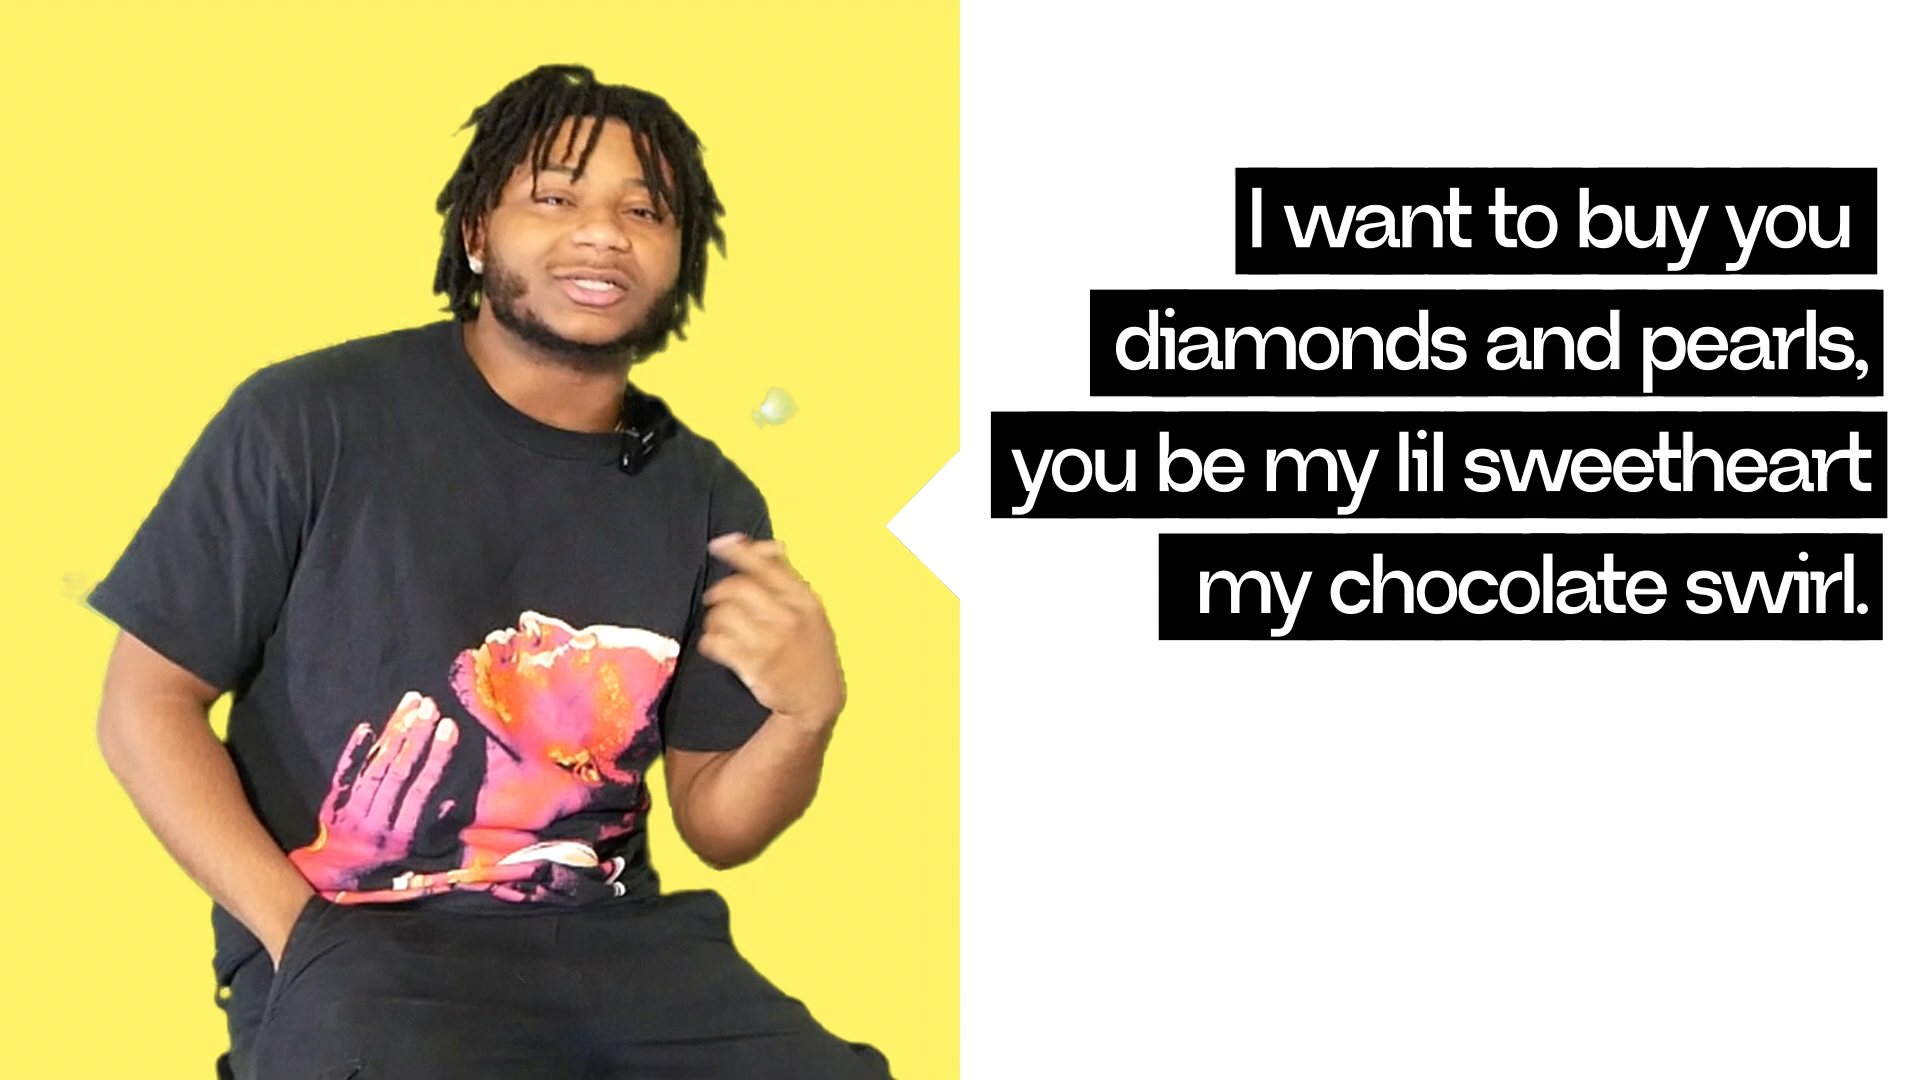 I want to buy you
diamonds and pearls,
you be my lil sweetheart
my chocolate swirl.